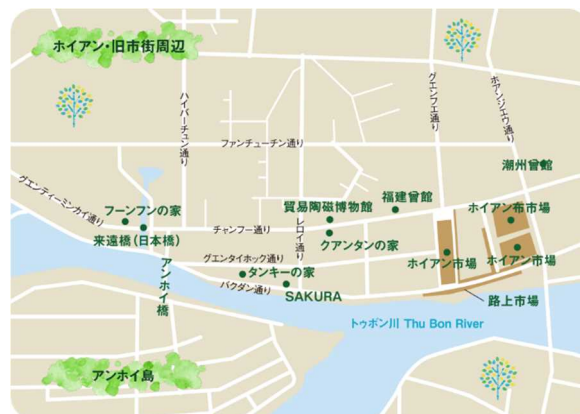 ホイアン・旧市街周辺
ハイバーチュン通り
グエンフエ通り
ホアンジエウ通り
ファンチューチン通り
潮州會館
グエンティーミンカイ通り
フーンフンの家
貿易陶磁博物館
福建曾館
ホイアン布市場
来遠橋(日本橋)
チャンフー通り
レロイ通り
クアンタンの家
アンホイ橋
グエンタイホック通り
タンキーの家
ホイアン市場
ホイアン市場
バクダン通り
SAKURA
路上市場
トゥボン川 Thu Bon River
アンホイ島